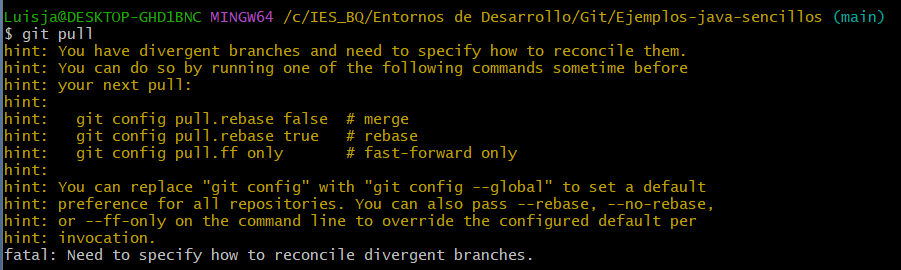 Luisja@DESKTOP-GHD1BNC MINGW64 /c/IES_BQ/Entornos de Desarrollo/Git/Ejemplos-java-sencillos (main)
$ git pull
hint: You have divergent branches and need to specify how to reconcile them.
hint: You can do so by running one of the following commands sometime before
hint: your next pull:
hint:
hint:   git config pull.rebase false  # merge
hint:   git config pull.rebase true   # rebase
hint:   git config pull.ff only       # fast-forward only
hint:
hint: You can replace "git config" with "git config --global" to set a default
hint: preference for all repositories. You can also pass --rebase, --no-rebase,
hint: or --ff-only on the command line to override the configured default per
hint: invocation.
fatal: Need to specify how to reconcile divergent branches.